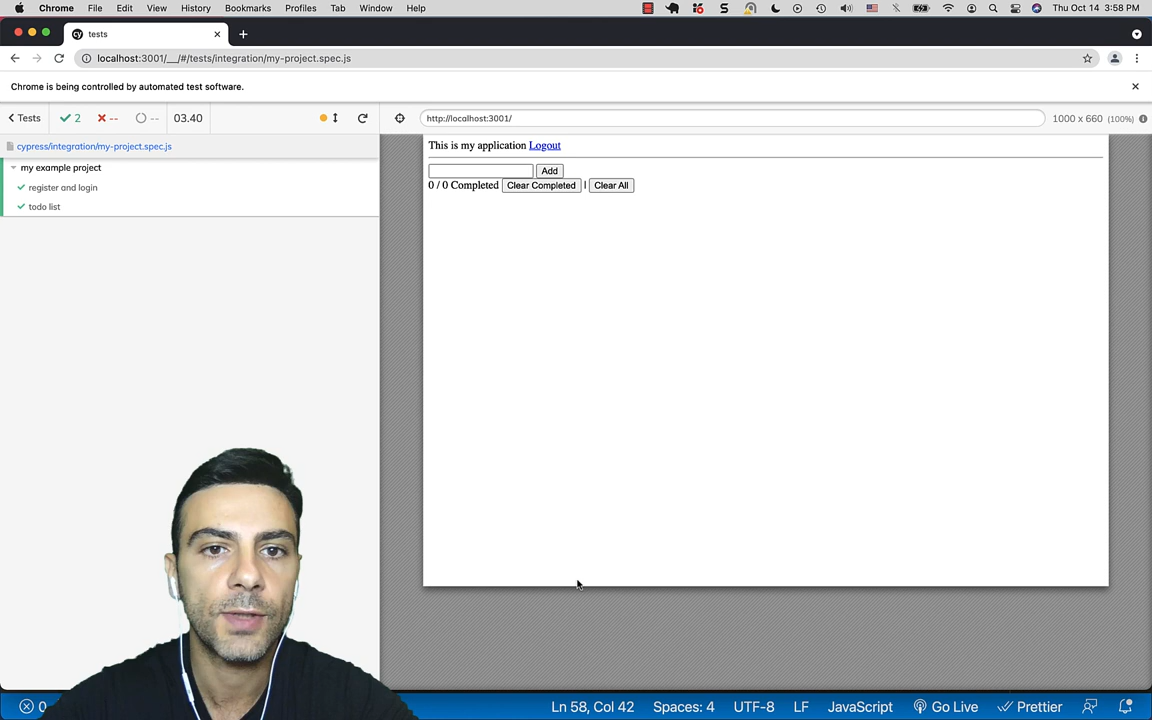 Chrome File Edit View History Bookmarks Profiles Tab Window Help Thu Oct 14 3:58 PM
cy tests
localhost:3001/__/#/tests/integration/my-project.spec.js
Chrome is being controlled by automated test software.
Tests 2 -- -- 03.40 http://localhost:3001/ 1000 x 660 (100%)
cypress/integration/my-project.spec.js
my example project
register and login
todo list
This is my application Logout
Add
0 / 0 Completed Clear Completed | Clear All
0 Ln 58, Col 42 Spaces: 4 UTF-8 LF JavaScript Go Live Prettier